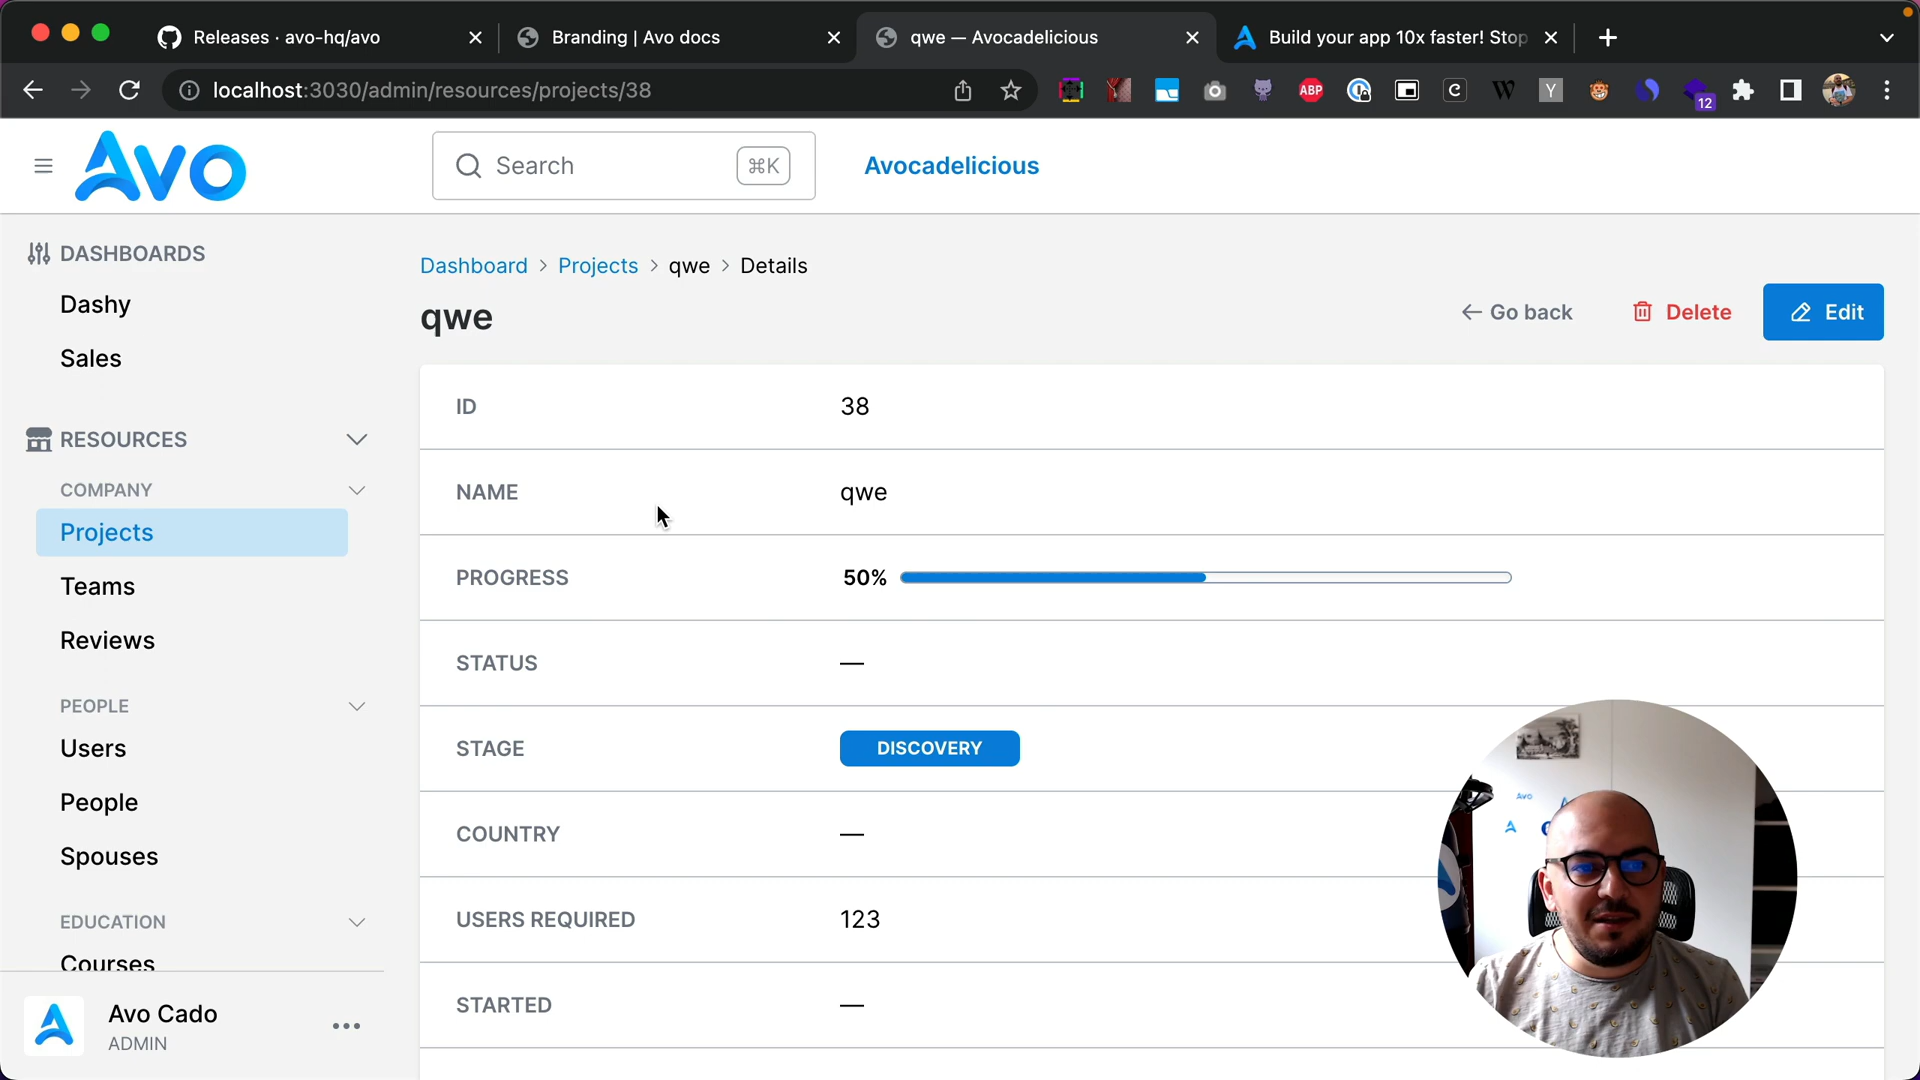 Releases · avo-hq/avo
Branding | Avo docs
qwe — Avocadelicious
Build your app 10x faster! Stop
localhost:3030/admin/resources/projects/38
ABP
C
W
Y
12
Avo
Search
⌘K
Avocadelicious
DASHBOARDS
Dashy
Sales
RESOURCES
COMPANY
Projects
Teams
Reviews
PEOPLE
Users
People
Spouses
EDUCATION
Courses
Avo Cado
ADMIN
Dashboard > Projects > qwe > Details
qwe
Go back
Delete
Edit
ID
38
NAME
qwe
PROGRESS
50%
STATUS
—
STAGE
DISCOVERY
COUNTRY
—
USERS REQUIRED
123
STARTED
—
Avo